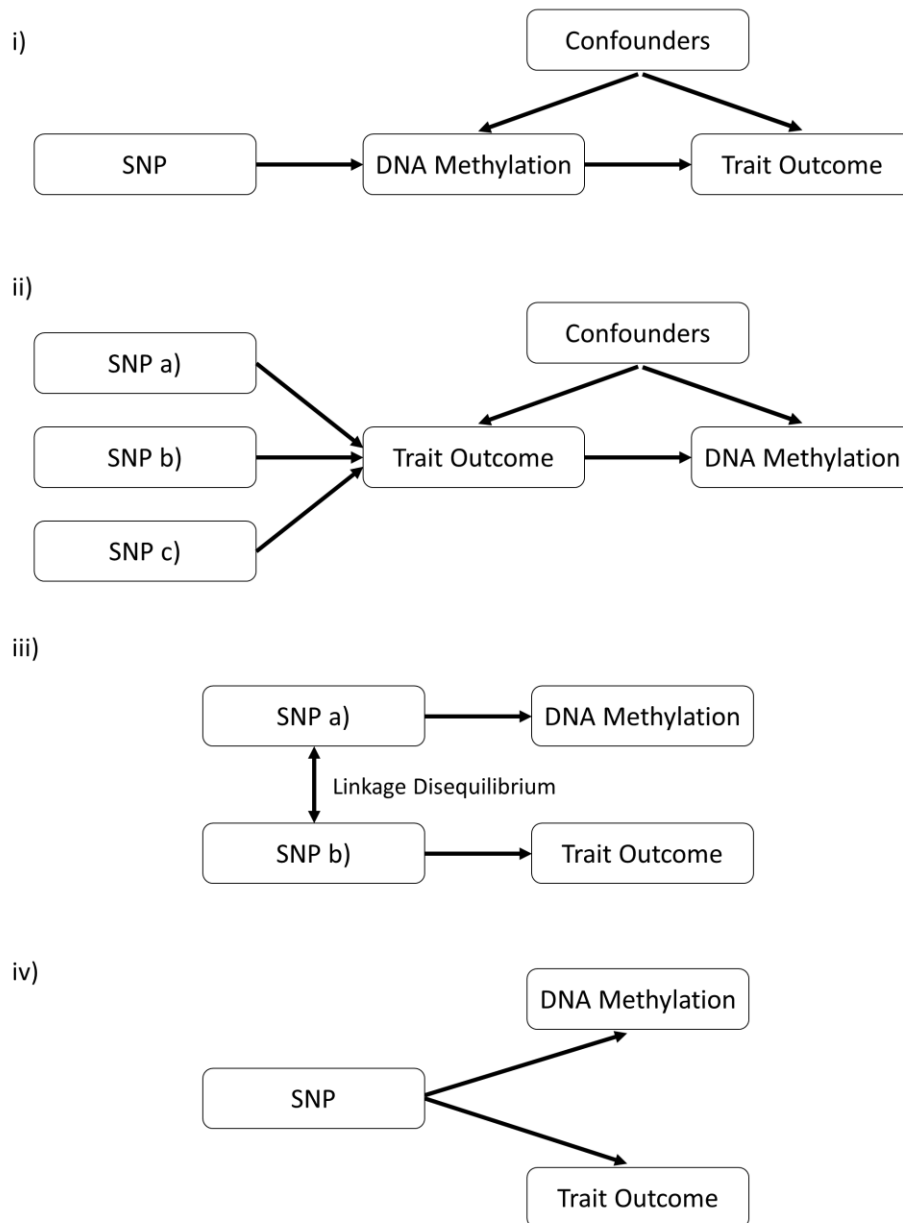 i)
Confounders
SNP
DNA Methylation
Trait Outcome
ii)
Confounders
SNP a)
SNP b)
Trait Outcome
DNA Methylation
SNP c)
iii)
SNP a)
DNA Methylation
Linkage Disequilibrium
SNP b)
Trait Outcome
iv)
DNA Methylation
SNP
Trait Outcome